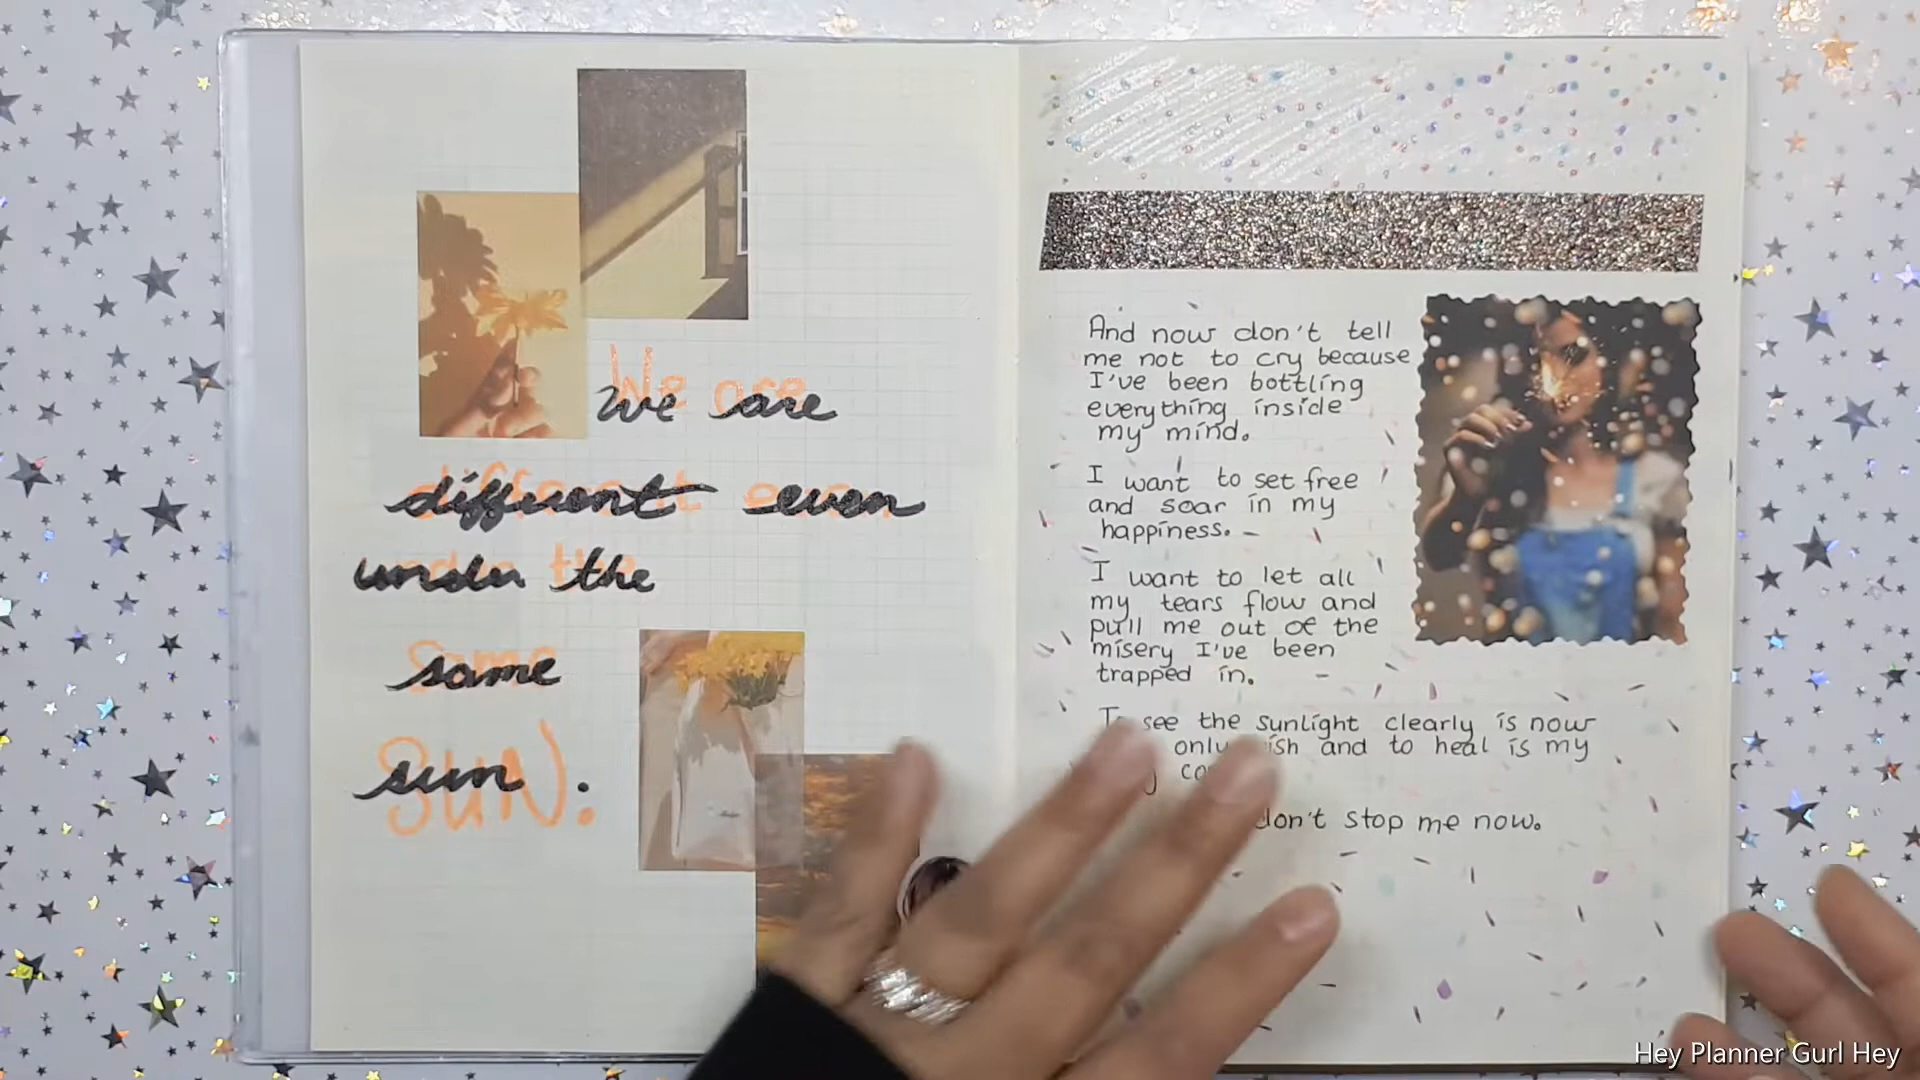 We are
we are
different even
under the
same
sun.
SUN.
And now don't tell
me not to cry because
I've been bottling
everything inside
my mind.
I want to set free
and soar in my
happiness.
I want to let all
my tears flow and
pull me out of the
misery I've been
trapped in.
see the sunlight clearly is now
only and to heal is my
don't stop me now.
Hey Planner Gurl Hey